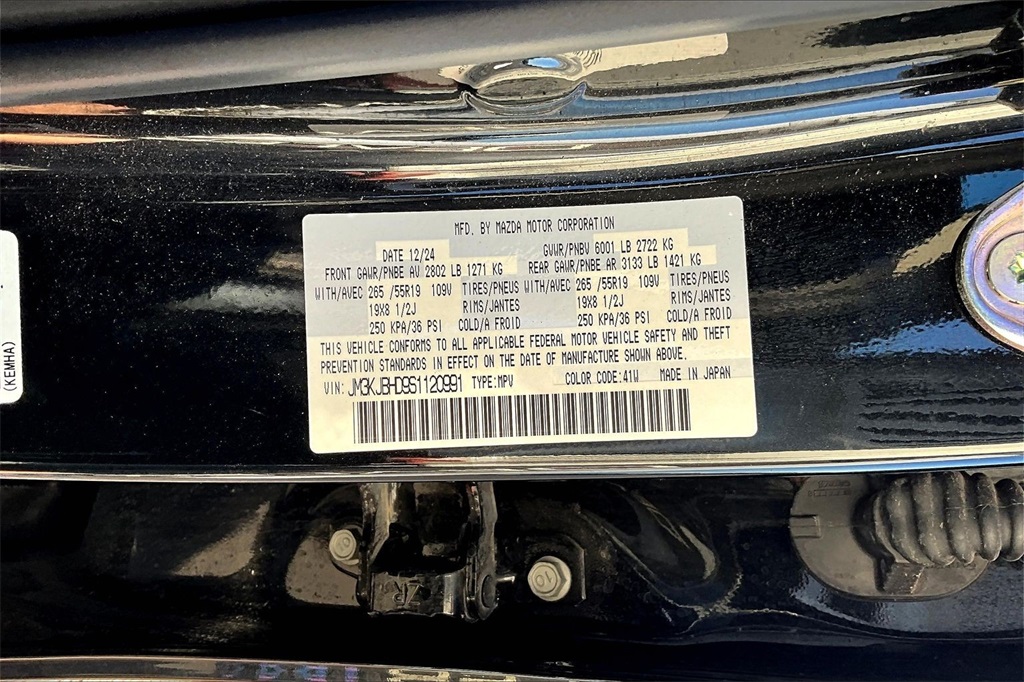 MFD. BY MAZDA MOTOR CORPORATION
DATE 12/24 GVWR/PNBV 6001 LB 2722 KG
FRONT GAWR/PNBE AV 2802 LB 1271 KG REAR GAWR/PNBE AR 3133 LB 1421 KG
WITH/AVEC 265 /55R19 109V TIRES/PNEUS WITH/AVEC 265 /55R19 109V TIRES/PNEUS
19X8 1/2J RIMS/JANTES 19X8 1/2J RIMS/JANTES
250 KPA/36 PSI COLD/A FROID 250 KPA/36 PSI COLD/A FROID
THIS VEHICLE CONFORMS TO ALL APPLICABLE FEDERAL MOTOR VEHICLE SAFETY AND THEFT
PREVENTION STANDARDS IN EFFECT ON THE DATE OF MANUFACTURE SHOWN ABOVE.
VIN: JM3KJBHD9S1120991 TYPE:MPV COLOR CODE:41W MADE IN JAPAN
(KEMHA)
10